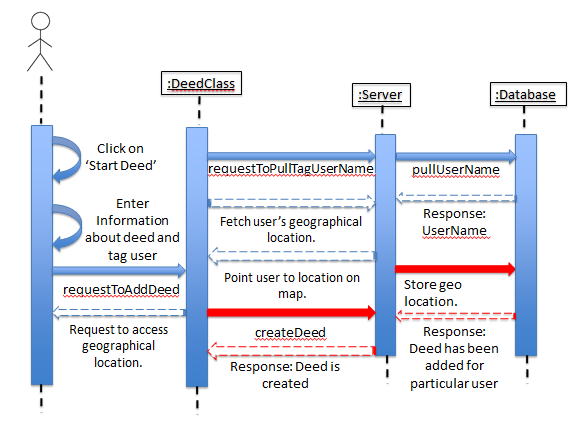 :DeedClass
:Server
:Database
Click on
‘Start Deed’
requestToPullTagUserName
pullUserName
Enter
Information
about deed and
tag user
Fetch user’s geographical
location.
Response:
UserName
requestToAddDeed
Point user to location on
map.
Store geo
location.
Request to access
geographical
location.
createDeed
Response: Deed is
created
Response:
Deed has been
added for
particular user